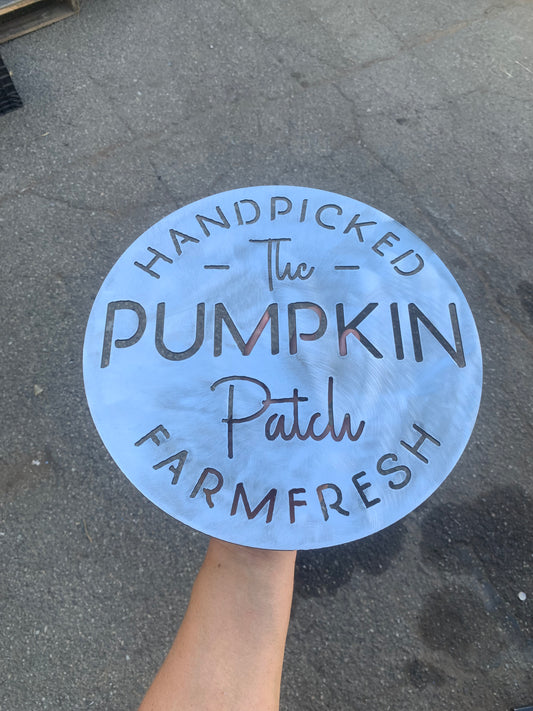 HANDPICKED
- The -
PUMPKIN
Patch
FARMFRESH